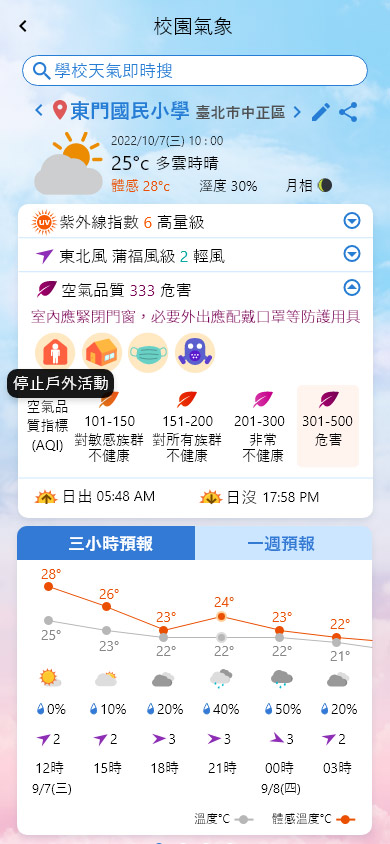 校園氣象
學校天氣即時搜
東門國民小學 臺北市中正區
2022/10/7(三) 10 : 00
25°c 多雲時晴
體感 28°c 溼度 30% 月相
UV 紫外線指數 6 高量級
東北風 蒲福風級 2 輕風
空氣品質 333 危害
室內應緊閉門窗，必要外出應配戴口罩等防護用具
停止戶外活動
空氣品
質指標
(AQI)
101-150
對敏感族群
不健康
151-200
對所有族群
不健康
201-300
非常
不健康
301-500
危害
日出 05:48 AM 日沒 17:58 PM
三小時預報 一週預報
28° 26° 23° 24° 23° 22°
25° 23° 22° 22° 22° 21°
0% 10% 20% 40% 50% 20%
2 2 3 3 3 2
12時 15時 18時 21時 00時 03時
9/7(三) 9/8(四)
溫度°C 體感溫度°C